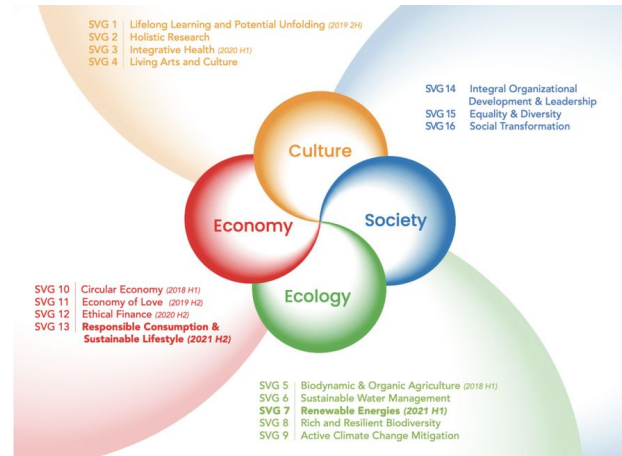 SVG 1 Lifelong Learning and Potential Unfolding (2019 2H)
SVG 2 Holistic Research
SVG 3 Integrative Health (2020 H1)
SVG 4 Living Arts and Culture
SVG 14 Integral Organizational
Development & Leadership
SVG 15 Equality & Diversity
SVG 16 Social Transformation
Culture
Economy
Society
Ecology
SVG 10 Circular Economy (2018 H1)
SVG 11 Economy of Love (2019 H2)
SVG 12 Ethical Finance (2020 H2)
SVG 13 Responsible Consumption &
Sustainable Lifestyle (2021 H2)
SVG 5 Biodynamic & Organic Agriculture (2018 H1)
SVG 6 Sustainable Water Management
SVG 7 Renewable Energies (2021 H1)
SVG 8 Rich and Resilient Biodiversity
SVG 9 Active Climate Change Mitigation